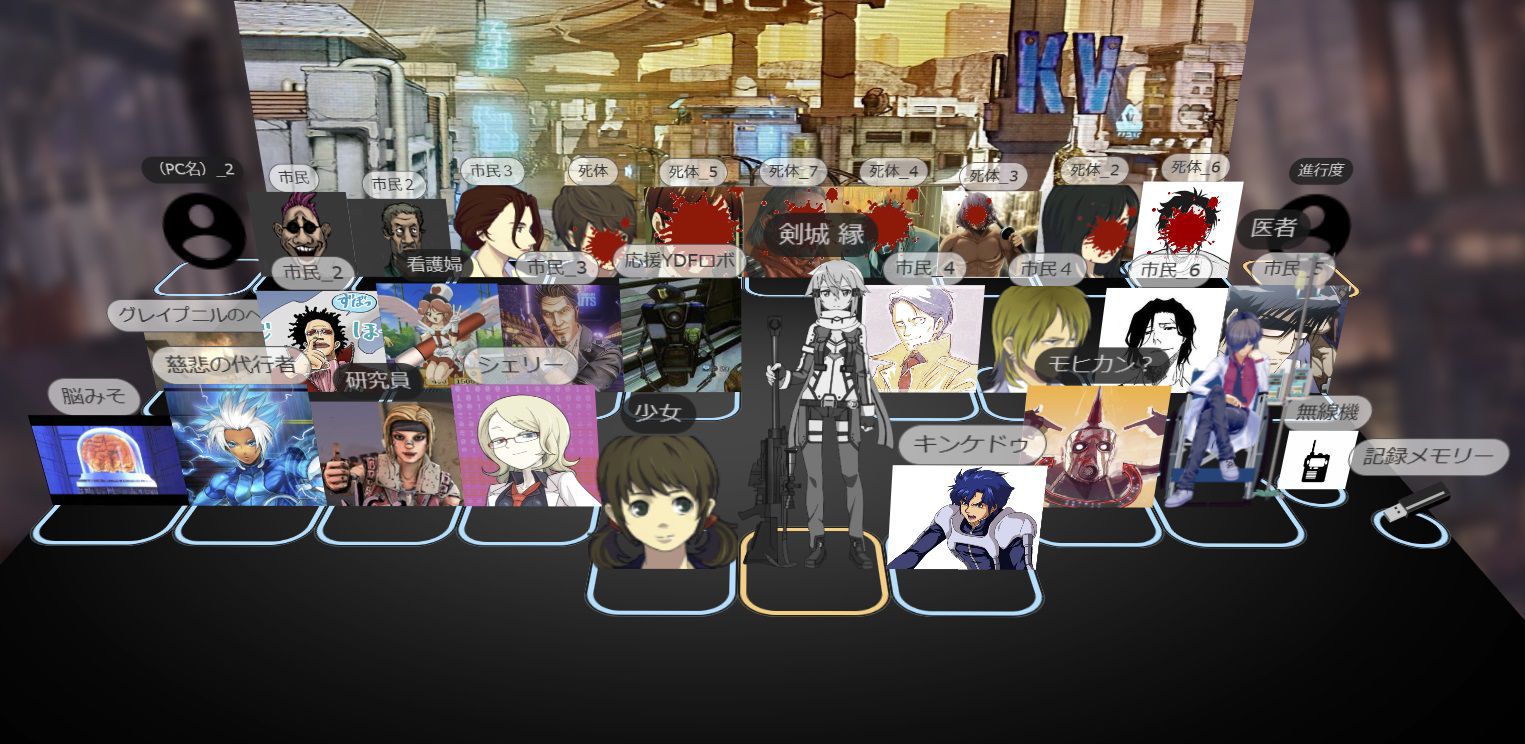 KV
（PC名）_2
市民
市民2
市民3
死体
死体_5
死体_7
死体_4
死体_3
死体_2
死体_6
進行度
市民_2
看護婦
市民_3
応援YDFロボ
剣城 縁
市民_4
市民4
市民_6
医者
市民_5
グレイプニルのヘ
ずばっ
ほ
慈悲の代行者
研究員
シェリー
モヒカン？
脳みそ
少女
キンケドゥ
無線機
記録メモリー